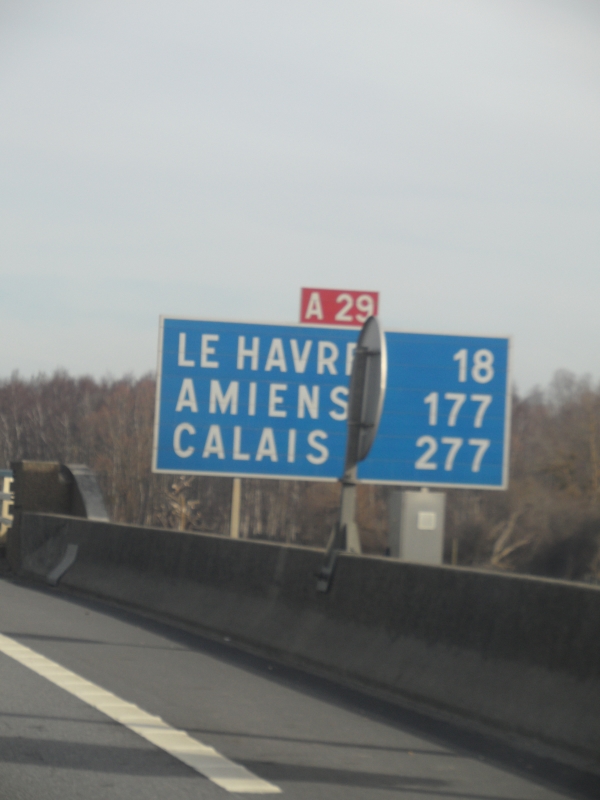 A 29
LE HAVRE 18
AMIENS 177
CALAIS 277